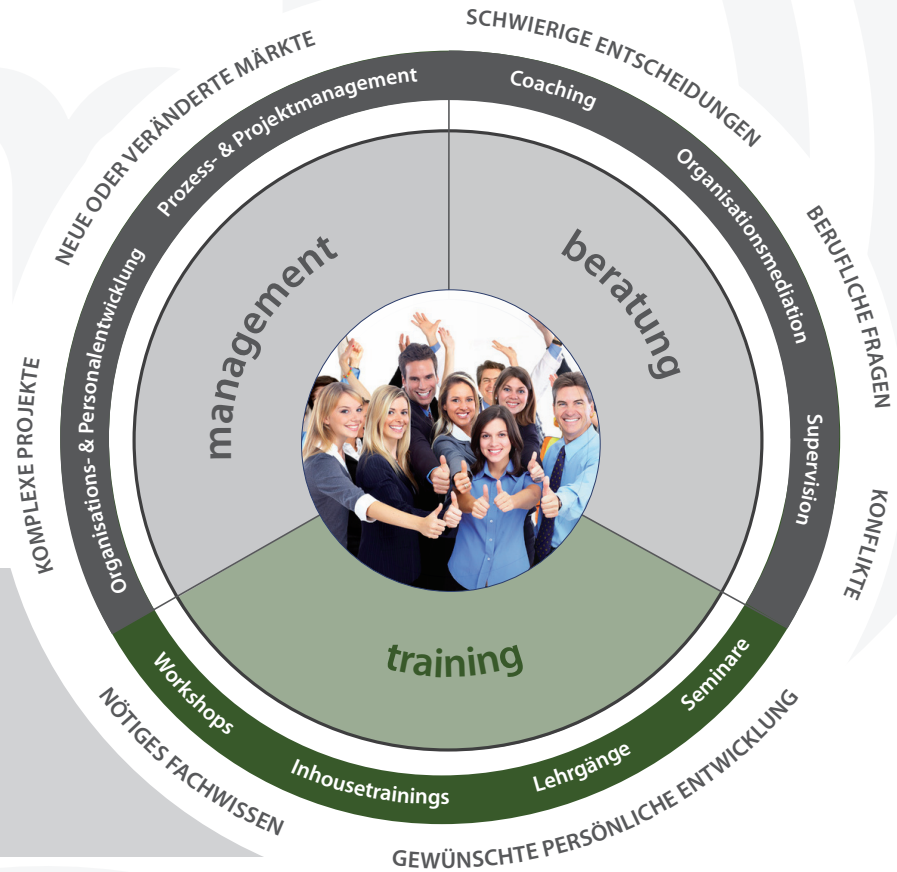 SCHWIERIGE ENTSCHEIDUNGEN
BERUFLICHE FRAGEN
KONFLIKTE
GEWÜNSCHTE PERSÖNLICHE ENTWICKLUNG
NÖTIGES FACHWISSEN
KOMPLEXE PROJEKTE
NEUE ODER VERÄNDERTE MÄRKTE
Coaching
Organisationsmediation
Supervision
Seminare
Lehrgänge
Inhousetrainings
Workshops
Organisations- & Personalentwicklung
Prozess- & Projektmanagement
management
beratung
training